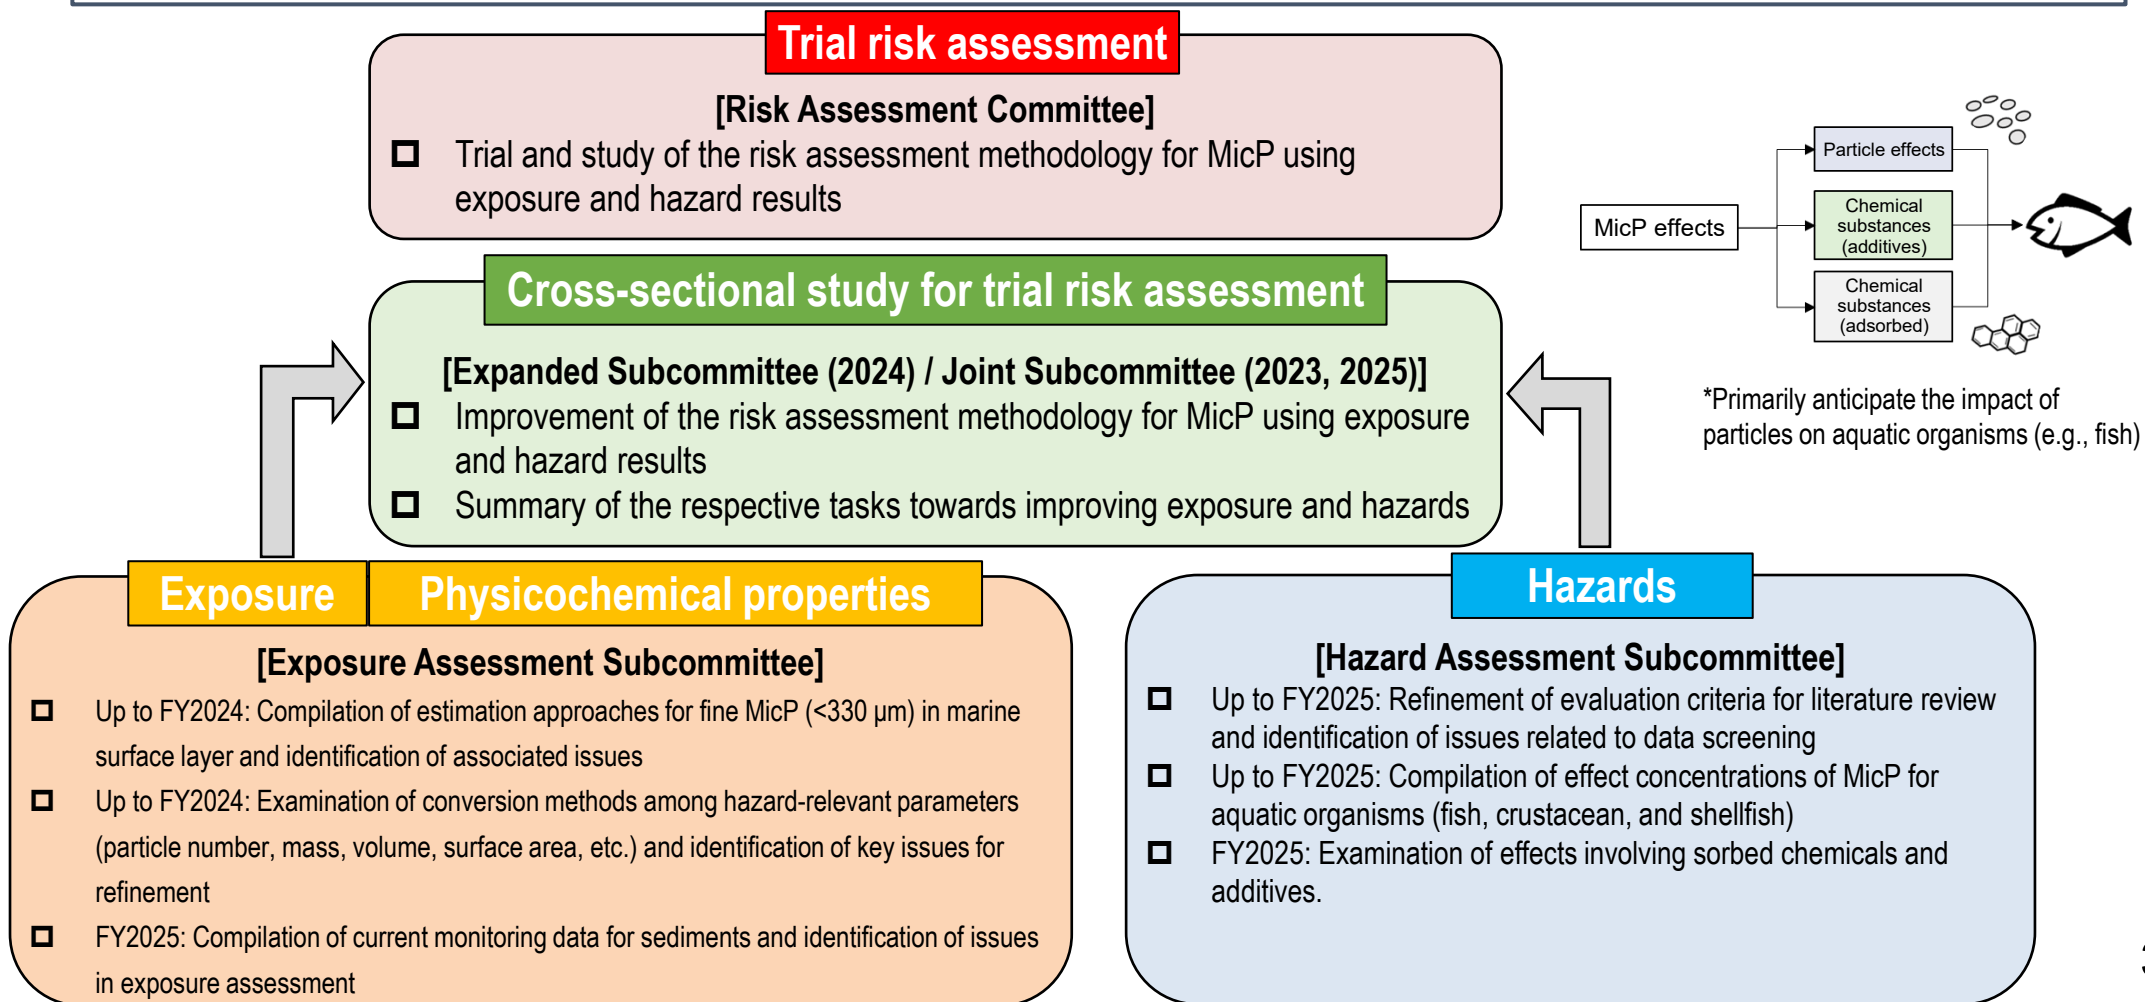 Trial risk assessment
[Risk Assessment Committee]
Trial and study of the risk assessment methodology for MicP using
exposure and hazard results
Cross-sectional study for trial risk assessment
[Expanded Subcommittee (2024) / Joint Subcommittee (2023, 2025)]
Improvement of the risk assessment methodology for MicP using exposure
and hazard results
Summary of the respective tasks towards improving exposure and hazards
MicP effects
Particle effects
Chemical
substances
(additives)
Chemical
substances
(adsorbed)
*Primarily anticipate the impact of
particles on aquatic organisms (e.g., fish)
Exposure
Physicochemical properties
[Exposure Assessment Subcommittee]
Up to FY2024: Compilation of estimation approaches for fine MicP (<330 μm) in marine
surface layer and identification of associated issues
Up to FY2024: Examination of conversion methods among hazard-relevant parameters
(particle number, mass, volume, surface area, etc.) and identification of key issues for
refinement
FY2025: Compilation of current monitoring data for sediments and identification of issues
in exposure assessment
Hazards
[Hazard Assessment Subcommittee]
Up to FY2025: Refinement of evaluation criteria for literature review
and identification of issues related to data screening
Up to FY2025: Compilation of effect concentrations of MicP for
aquatic organisms (fish, crustacean, and shellfish)
FY2025: Examination of effects involving sorbed chemicals and
additives.